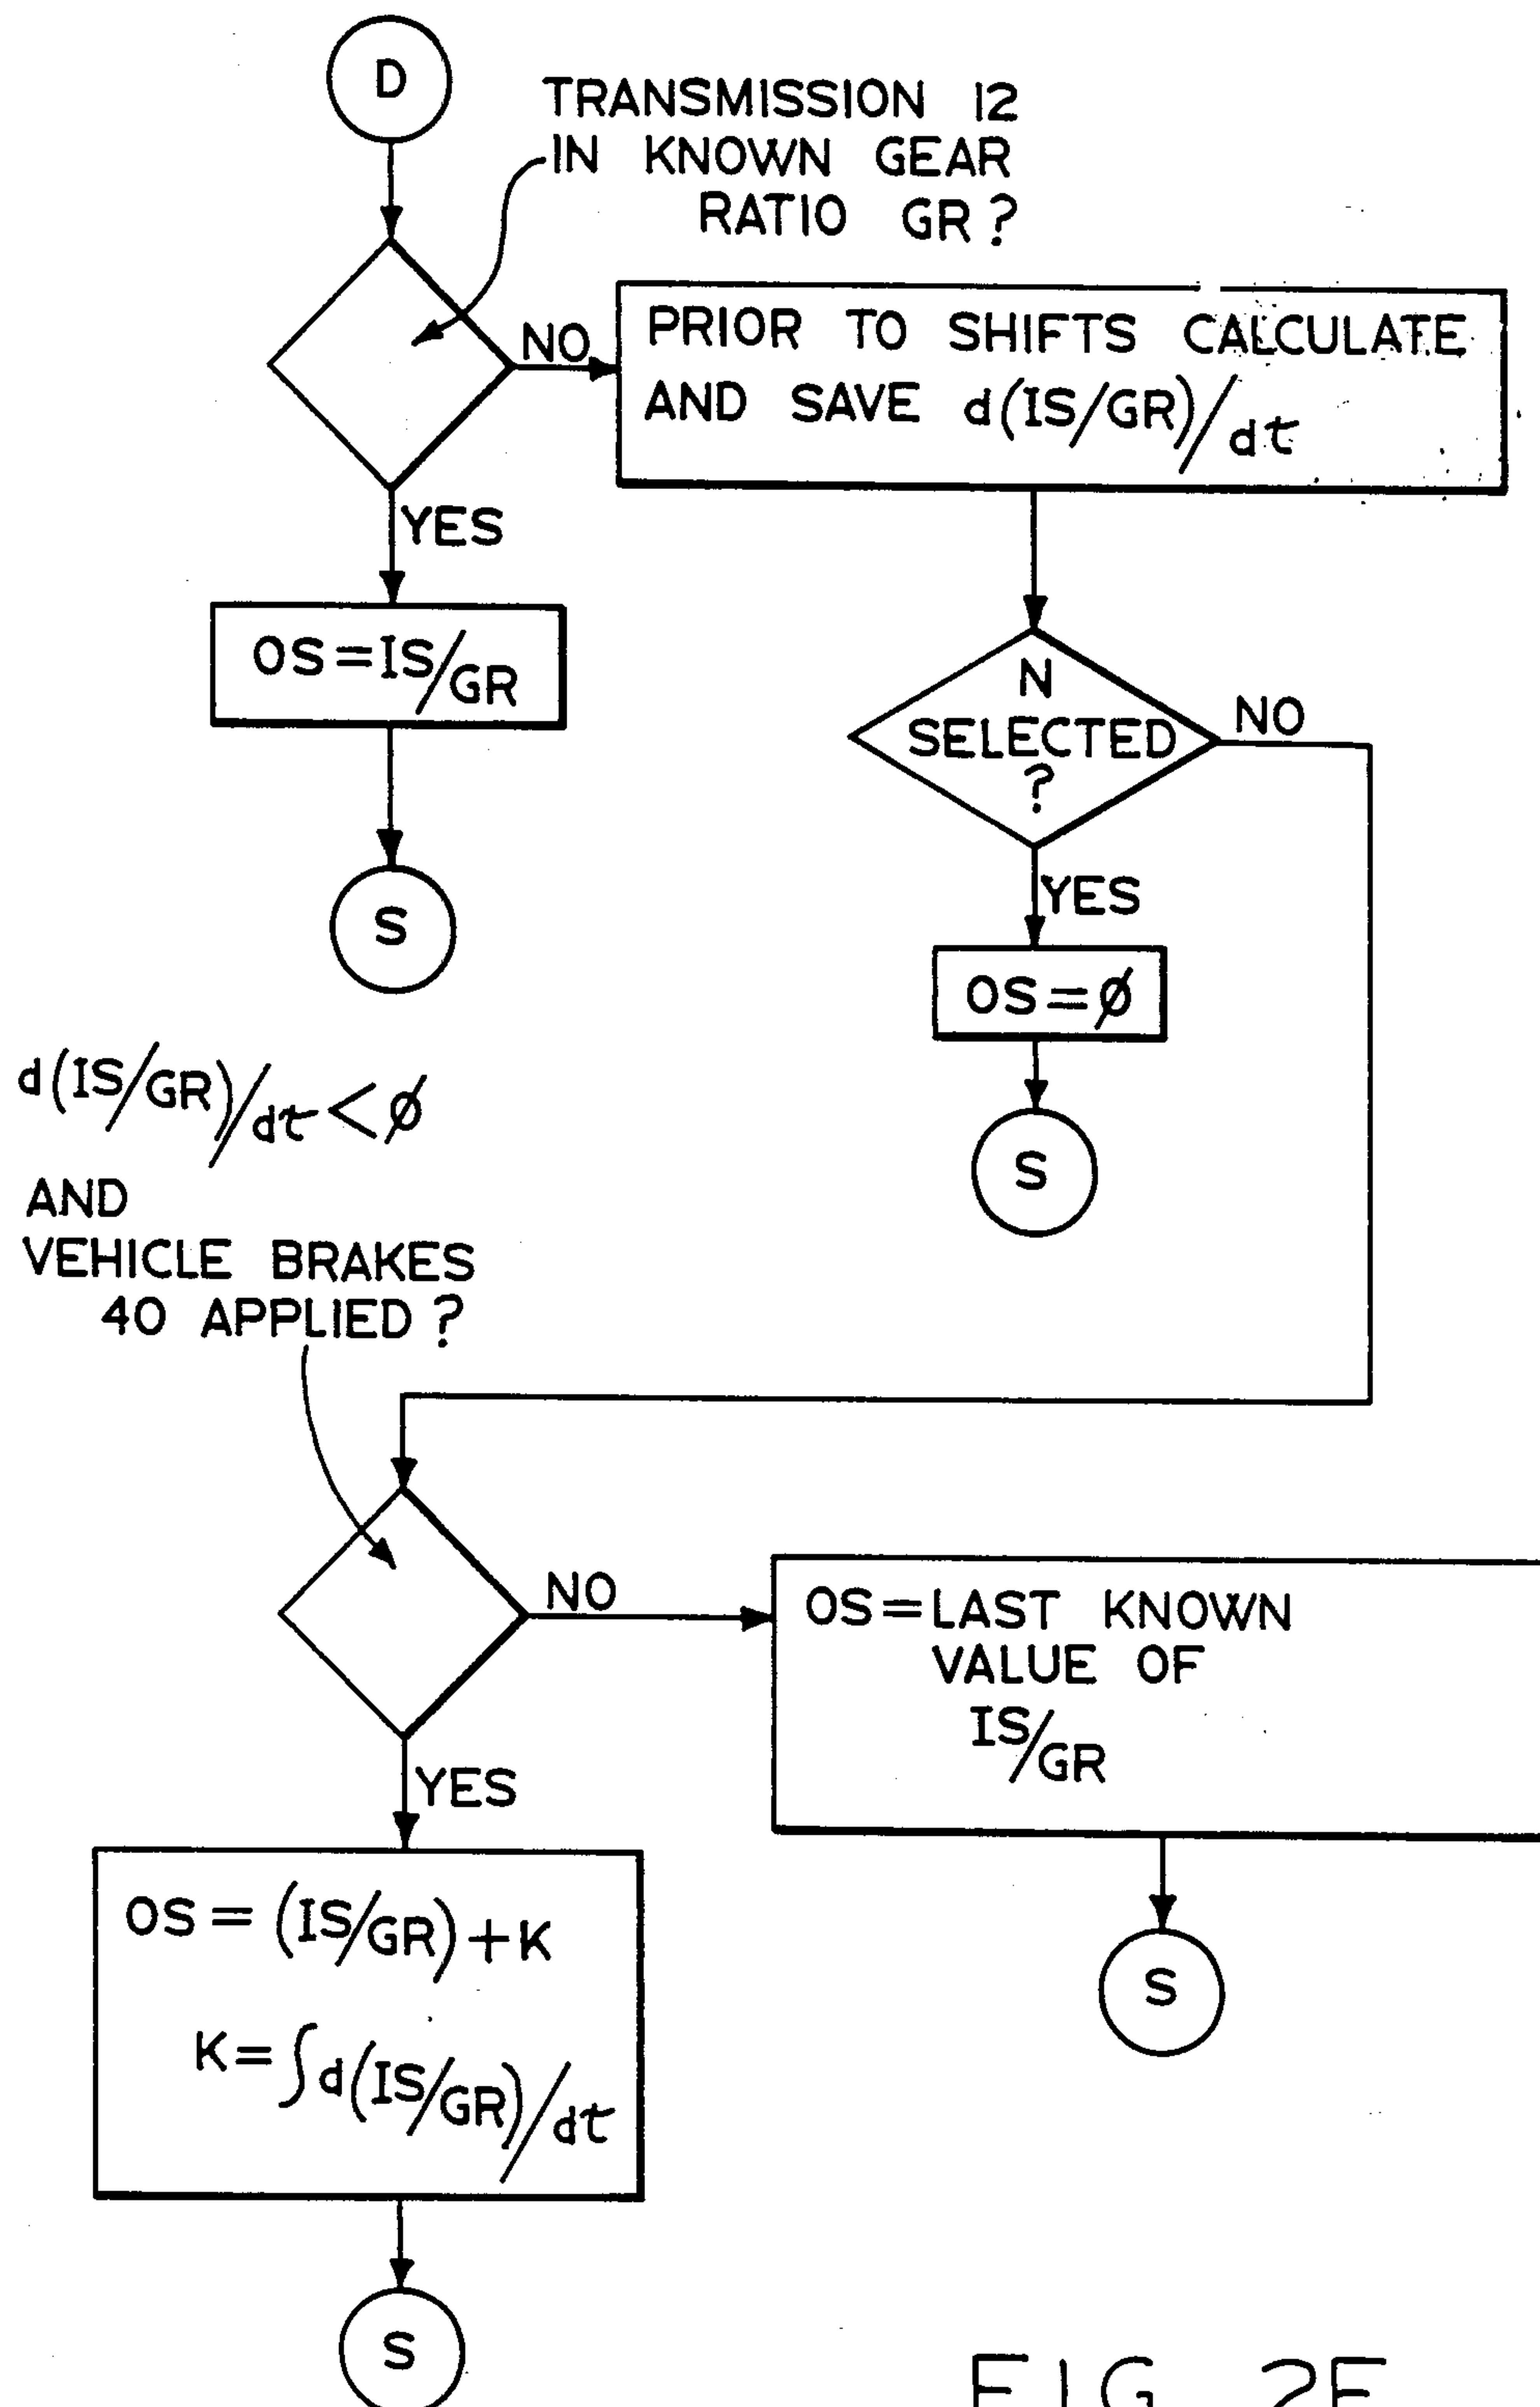 D
TRANSMISSION 12
IN KNOWN GEAR
RATIO GR?
NO
PRIOR TO SHIFTS CALCULATE
AND SAVE d(IS/GR)/dt
YES
OS=IS/GR
S
N
SELECTED
?
NO
YES
OS=Ø
S
d(IS/GR)/dt<Ø
AND
VEHICLE BRAKES
40 APPLIED?
NO
OS=LAST KNOWN
VALUE OF
IS/GR
S
YES
OS=(IS/GR)+K
K=∫d(IS/GR)/dt
S